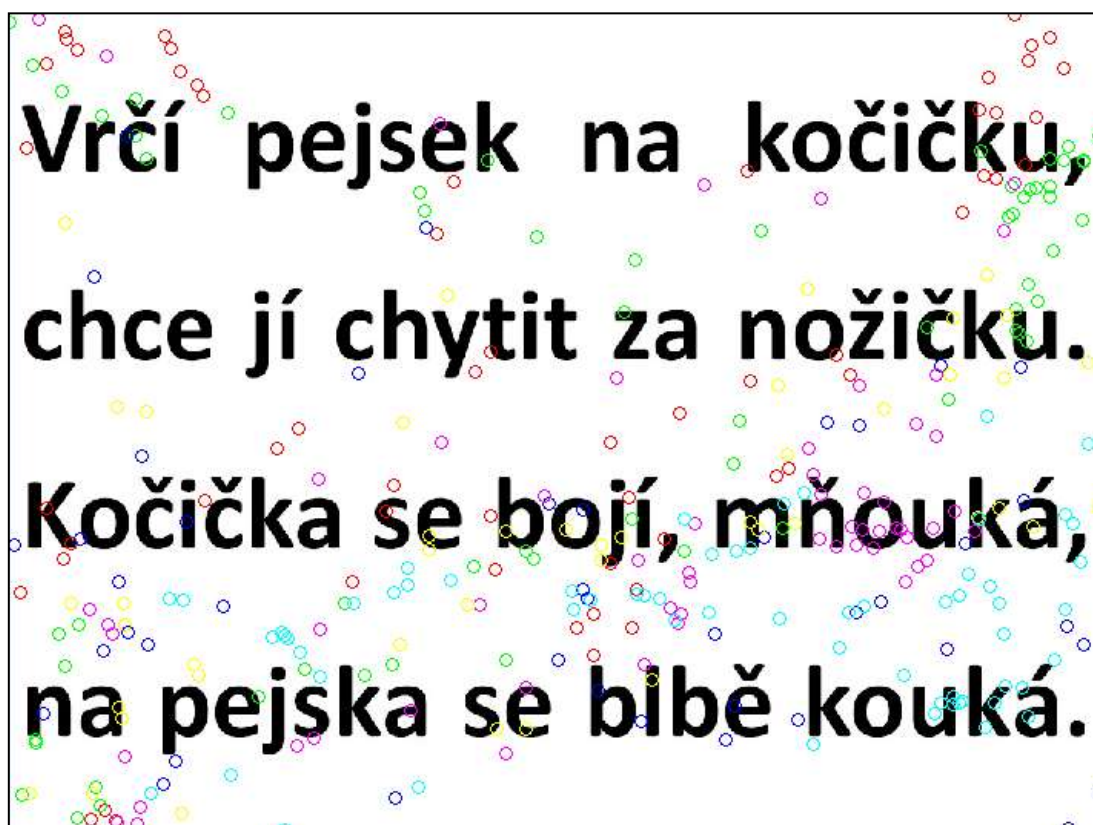 Vrčí pejsek na kočičku,
chce jí chytit za nožičku.
Kočička se bojí, mňouká,
na pejska se blbě kouká.